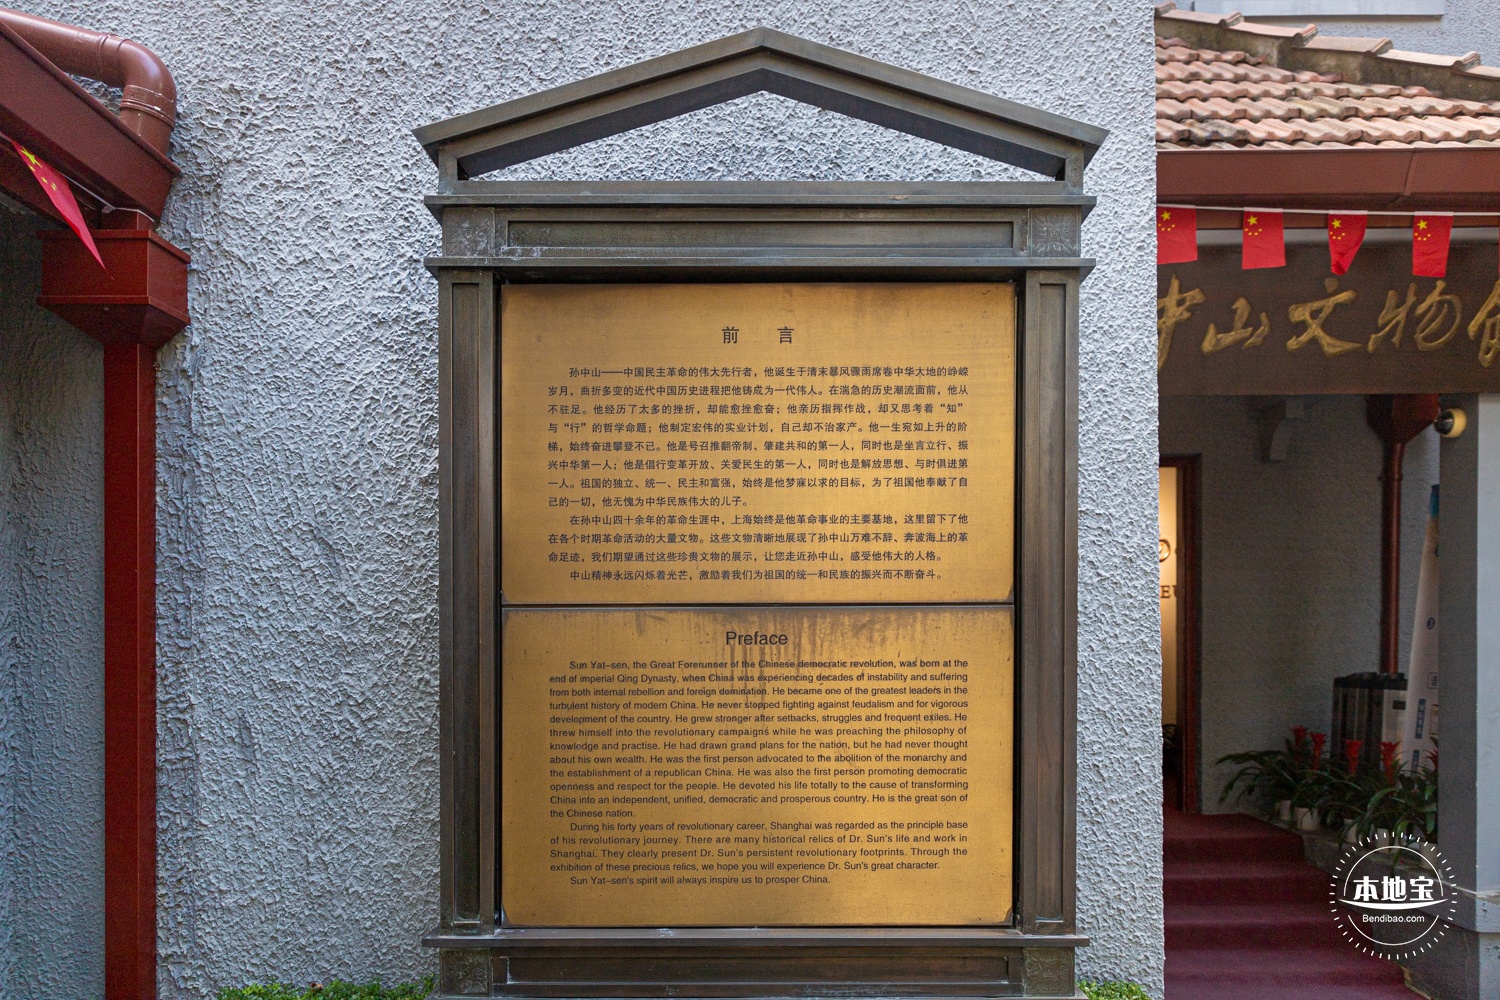 前 言
孙中山——中国民主革命的伟大先行者，他诞生于清末暴风骤雨席卷中华大地的峥嵘
岁月，曲折多变的近代中国历史进程把他铸成为一代伟人。在湍急的历史潮流面前，他从
不驻足。他经历了太多的挫折，却能愈挫愈奋；他亲历指挥作战，却又思考着“知”
与“行”的哲学命题；他制定宏伟的实业计划，自己却不治家产。他一生宛如上升的阶
梯，始终奋进攀登不已。他是号召推翻帝制、肇建共和的第一人，同时也是坐言立行、振
兴中华第一人；他是倡行变革开放、关爱民生的第一人，同时也是解放思想、与时俱进第
一人。祖国的独立、统一、民主和富强，始终是他梦寐以求的目标，为了祖国他奉献了自
己的一切，他无愧为中华民族伟大的儿子。
在孙中山四十余年的革命生涯中，上海始终是他革命事业的主要基地，这里留下了他
在各个时期革命活动的大量文物。这些文物清晰地展现了孙中山万难不辞、奔波海上的革
命足迹，我们期望通过这些珍贵文物的展示，让您走近孙中山，感受他伟大的人格。
中山精神永远闪烁着光芒，激励着我们为祖国的统一和民族的振兴而不断奋斗。
Preface
Sun Yat-sen, the Great Forerunner of the Chinese democratic revolution, was born at the
end of imperial Qing Dynasty, when China was experiencing decades of instability and suffering
from both internal rebellion and foreign domination. He became one of the greatest leaders in the
turbulent history of modern China. He never stopped fighting against feudalism and for vigorous
development of the country. He grew stronger after setbacks, struggles and frequent exiles. He
threw himself into the revolutionary campaigns while he was preaching the philosophy of
knowledge and practise. He had drawn grand plans for the nation, but he had never thought
about his own wealth. He was the first person advocated to the abolition of the monarchy and
the establishment of a republican China. He was also the first person promoting democratic
openness and respect for the people. He devoted his life totally to the cause of transforming
China into an independent, unified, democratic and prosperous country. He is the great son of
the Chinese nation.
During his forty years of revolutionary career, Shanghai was regarded as the principle base
of his revolutionary journey. There are many historical relics of Dr. Sun's life and work in
Shanghai. They clearly present Dr. Sun's persistent revolutionary footprints. Through the
exhibition of these precious relics, we hope you will experience Dr. Sun's great character.
Sun Yat-sen's spirit will always inspire us to prosper China.
中山文物馆
本地宝
Bendibao.com